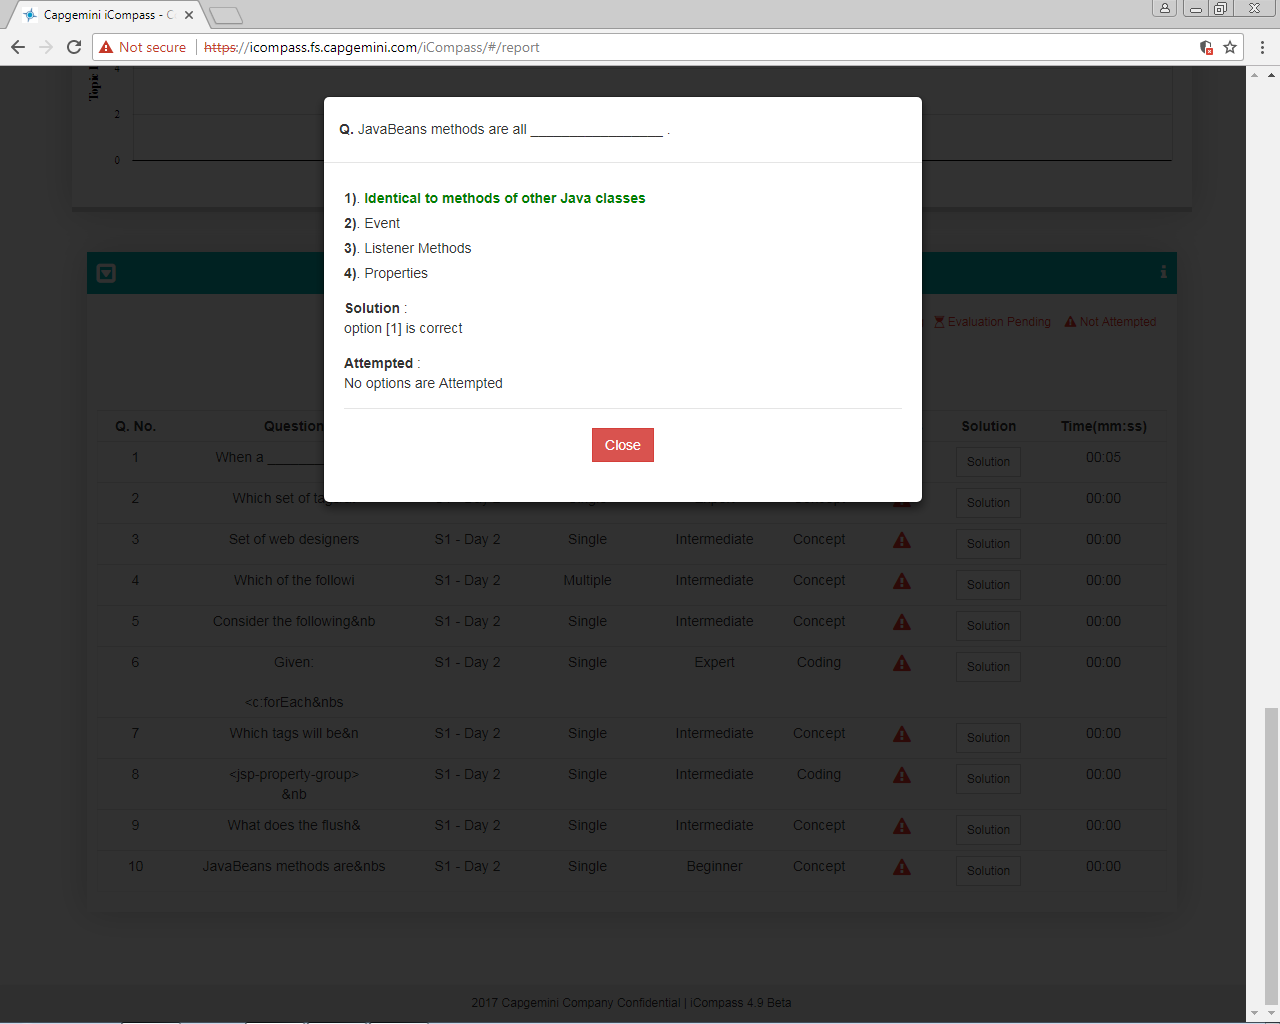 Capgemini iCompass - C
Not secure https://icompass.fs.capgemini.com/iCompass/#/report
Topic
4
2
0
Q. JavaBeans methods are all _________________ .
1). Identical to methods of other Java classes
2). Event
3). Listener Methods
4). Properties
Solution :
option [1] is correct
Attempted :
No options are Attempted
Close
Evaluation Pending Not Attempted
Q. No. Question Solution Time(mm:ss)
1 When a Solution 00:05
2 Which set of Solution 00:00
3 Set of web designers S1 - Day 2 Single Intermediate Concept Solution 00:00
4 Which of the followi S1 - Day 2 Multiple Intermediate Concept Solution 00:00
5 Consider the following&nb S1 - Day 2 Single Intermediate Concept Solution 00:00
6 Given: S1 - Day 2 Single Expert Coding Solution 00:00
<c:forEach&nbs
7 Which tags will be&n S1 - Day 2 Single Intermediate Concept Solution 00:00
8 <jsp-property-group> S1 - Day 2 Single Intermediate Coding Solution 00:00
&nb
9 What does the flush& S1 - Day 2 Single Intermediate Concept Solution 00:00
10 JavaBeans methods are&nbs S1 - Day 2 Single Beginner Concept Solution 00:00
2017 Capgemini Company Confidential | iCompass 4.9 Beta